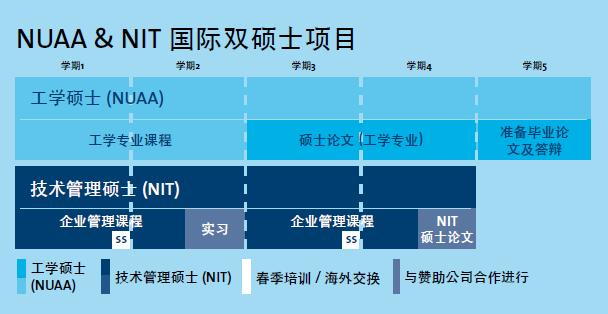 NUAA & NIT 国际双硕士项目
学期1 学期2 学期3 学期4 学期5
工学硕士 (NUAA)
工学专业课程 硕士论文 (工学专业) 准备毕业论
文及答辩
技术管理硕士 (NIT)
企业管理课程 实习 企业管理课程 NIT
硕士论文
SS SS
工学硕士
(NUAA)
技术管理硕士 (NIT) 春季培训 / 海外交换 与赞助公司合作进行